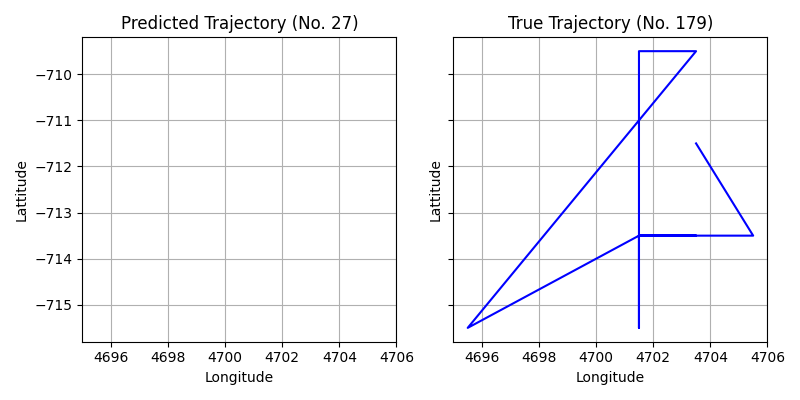 Predicted Trajectory (No. 27)
−710
−711
−712
−713
−714
−715
Lattitude
4696 4698 4700 4702 4704 4706
Longitude
True Trajectory (No. 179)
Lattitude
4696 4698 4700 4702 4704 4706
Longitude